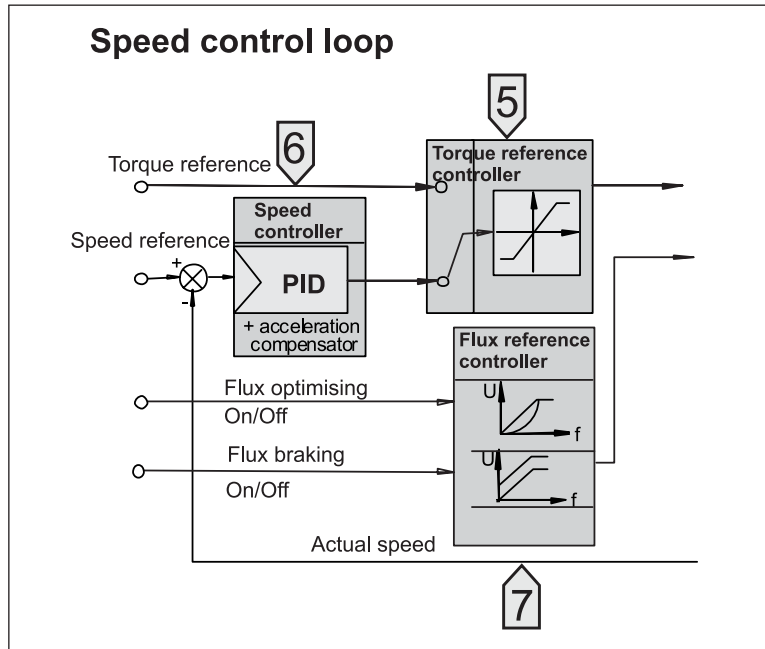 Speed control loop
5
6
Torque reference
Torque reference
controller
Speed
controller
Speed reference
+
-
PID
+ acceleration
compensator
Flux reference
controller
Flux optimising
On/Off
U
f
Flux braking
On/Off
U
f
Actual speed
7